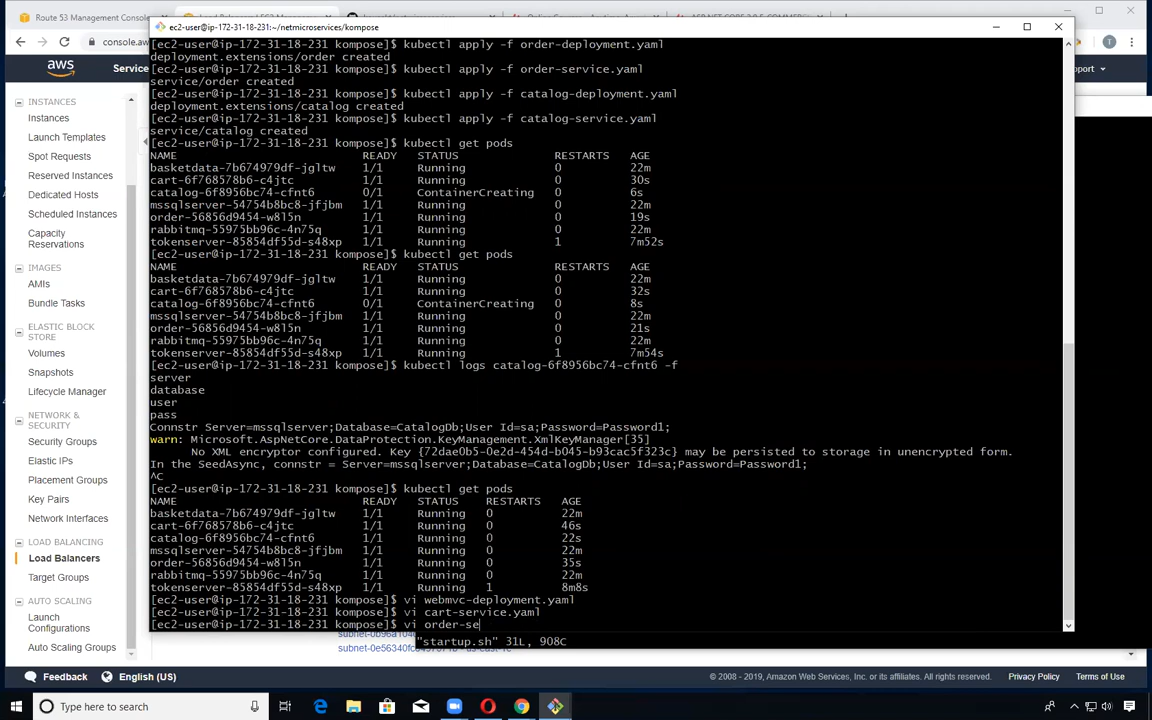 Route 53 Management Console
ec2-user@ip-172-31-18-231:~/netmicroservices/kompose
console.aw
aws
Service
pport
INSTANCES
Instances
Launch Templates
Spot Requests
Reserved Instances
Dedicated Hosts
Scheduled Instances
Capacity
Reservations
IMAGES
AMIs
Bundle Tasks
ELASTIC BLOCK
STORE
Volumes
Snapshots
Lifecycle Manager
NETWORK &
SECURITY
Security Groups
Elastic IPs
Placement Groups
Key Pairs
Network Interfaces
LOAD BALANCING
Load Balancers
Target Groups
AUTO SCALING
Launch
Configurations
Auto Scaling Groups
[ec2-user@ip-172-31-18-231 kompose]$ kubectl apply -f order-deployment.yaml
deployment.extensions/order created
[ec2-user@ip-172-31-18-231 kompose]$ kubectl apply -f order-service.yaml
service/order created
[ec2-user@ip-172-31-18-231 kompose]$ kubectl apply -f catalog-deployment.yaml
deployment.extensions/catalog created
[ec2-user@ip-172-31-18-231 kompose]$ kubectl apply -f catalog-service.yaml
service/catalog created
[ec2-user@ip-172-31-18-231 kompose]$ kubectl get pods
NAME READY STATUS RESTARTS AGE
basketdata-7b674979df-jgltw 1/1 Running 0 22m
cart-6f768578b6-c4jtc 1/1 Running 0 30s
catalog-6f8956bc74-cfnt6 0/1 ContainerCreating 0 6s
mssqlserver-54754b8bc8-jfjbm 1/1 Running 0 22m
order-56856d9454-w8l5n 1/1 Running 0 19s
rabbitmq-55975bb96c-4n75q 1/1 Running 0 22m
tokenserver-85854df55d-s48xp 1/1 Running 1 7m52s
[ec2-user@ip-172-31-18-231 kompose]$ kubectl get pods
NAME READY STATUS RESTARTS AGE
basketdata-7b674979df-jgltw 1/1 Running 0 22m
cart-6f768578b6-c4jtc 1/1 Running 0 32s
catalog-6f8956bc74-cfnt6 0/1 ContainerCreating 0 8s
mssqlserver-54754b8bc8-jfjbm 1/1 Running 0 22m
order-56856d9454-w8l5n 1/1 Running 0 21s
rabbitmq-55975bb96c-4n75q 1/1 Running 0 22m
tokenserver-85854df55d-s48xp 1/1 Running 1 7m54s
[ec2-user@ip-172-31-18-231 kompose]$ kubectl logs catalog-6f8956bc74-cfnt6 -f
server
database
user
pass
Connstr Server=mssqlserver;Database=CatalogDb;User Id=sa;Password=Password1;
warn: Microsoft.AspNetCore.DataProtection.KeyManagement.XmlKeyManager[35]
No XML encryptor configured. Key {72dae0b5-0e2d-454d-b045-b93cac5f323c} may be persisted to storage in unencrypted form.
In the SeedAsync, connstr = Server=mssqlserver;Database=CatalogDb;User Id=sa;Password=Password1;
^C
[ec2-user@ip-172-31-18-231 kompose]$ kubectl get pods
NAME READY STATUS RESTARTS AGE
basketdata-7b674979df-jgltw 1/1 Running 0 22m
cart-6f768578b6-c4jtc 1/1 Running 0 46s
catalog-6f8956bc74-cfnt6 1/1 Running 0 22s
mssqlserver-54754b8bc8-jfjbm 1/1 Running 0 22m
order-56856d9454-w8l5n 1/1 Running 0 35s
rabbitmq-55975bb96c-4n75q 1/1 Running 0 22m
tokenserver-85854df55d-s48xp 1/1 Running 1 8m8s
[ec2-user@ip-172-31-18-231 kompose]$ vi webmvc-deployment.yaml
[ec2-user@ip-172-31-18-231 kompose]$ vi cart-service.yaml
[ec2-user@ip-172-31-18-231 kompose]$ vi order-se
"startup.sh" 31L, 908C
Feedback English (US)
© 2008 - 2019, Amazon Web Services, Inc. or its affiliates. All rights reserved. Privacy Policy Terms of Use
Type here to search